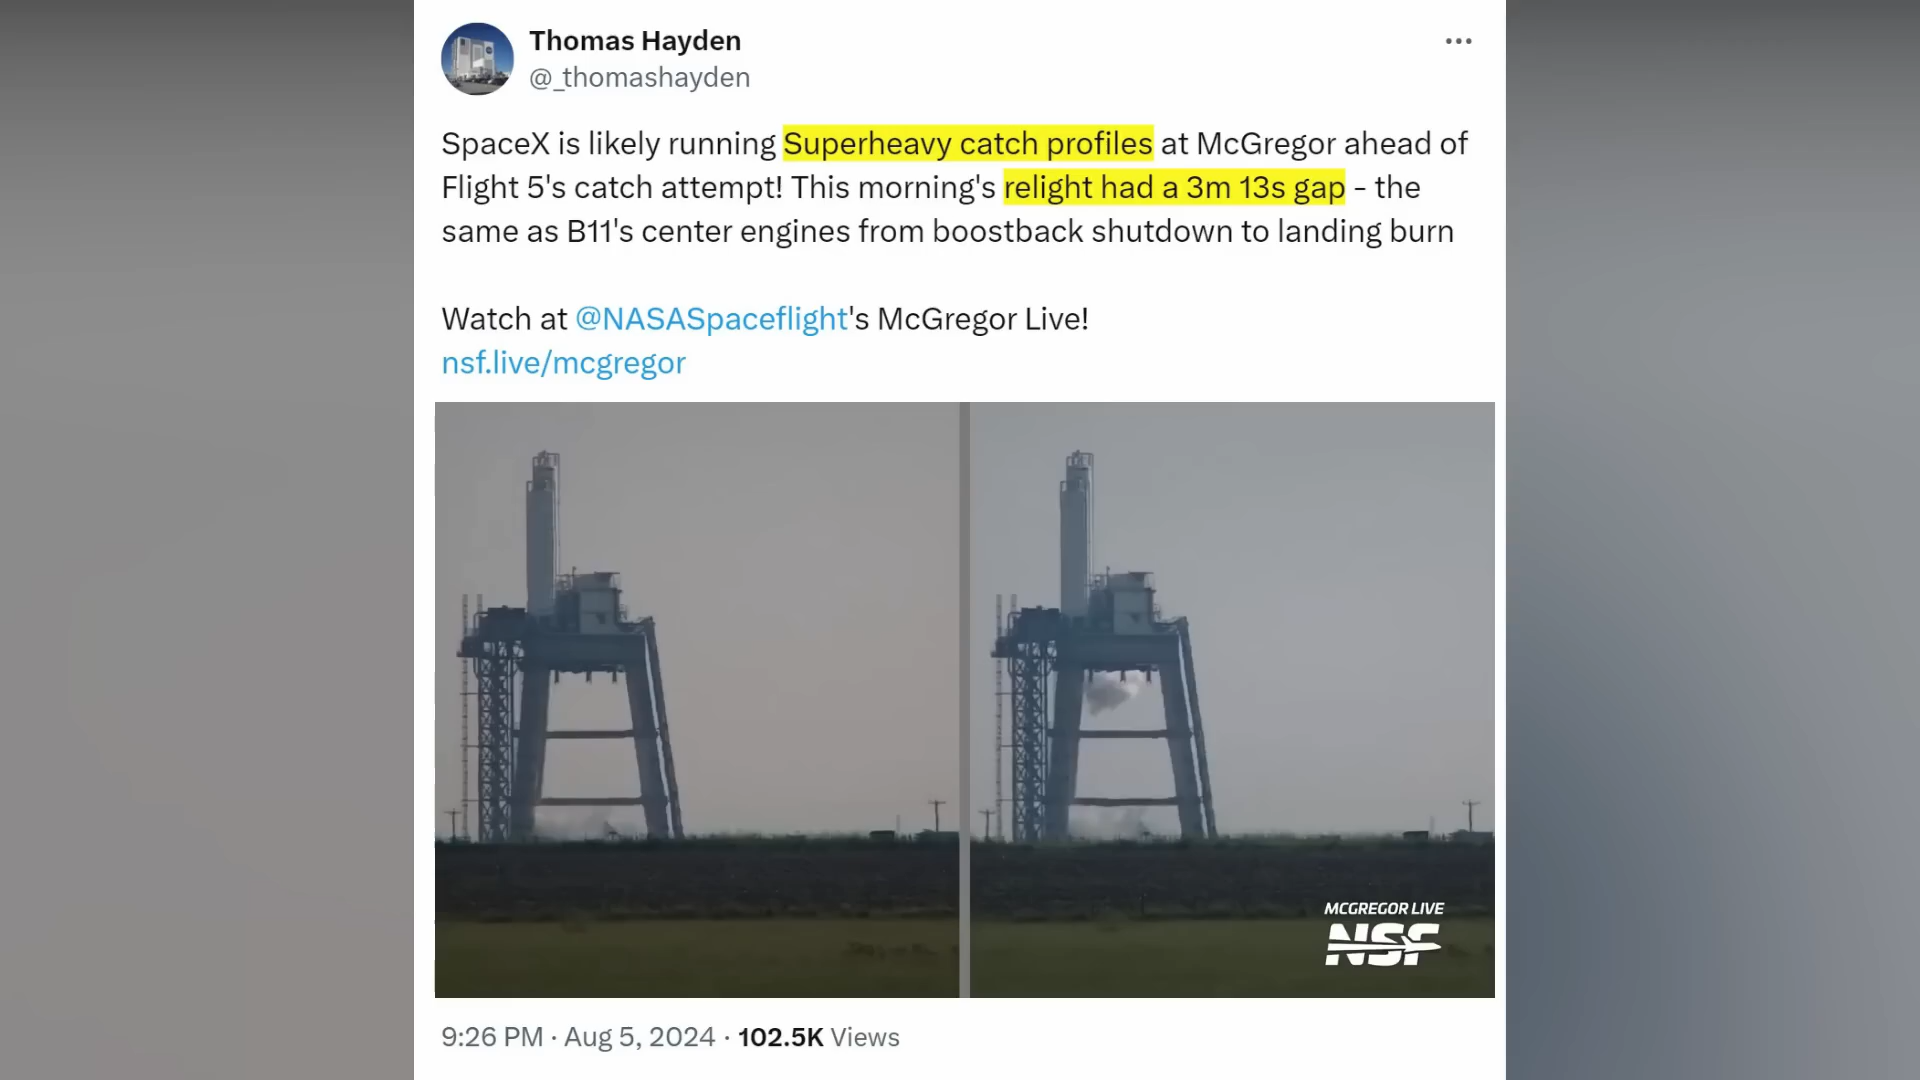 Thomas Hayden
@_thomashayden
SpaceX is likely running Superheavy catch profiles at McGregor ahead of
Flight 5's catch attempt! This morning's relight had a 3m 13s gap - the
same as B11's center engines from boostback shutdown to landing burn
Watch at @NASASpaceflight's McGregor Live!
nsf.live/mcgregor
MCGREGOR LIVE
NSF
9:26 PM · Aug 5, 2024 · 102.5K Views